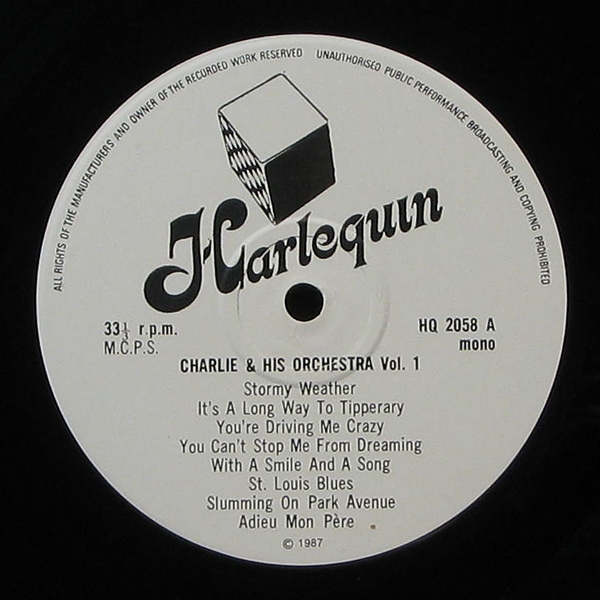 ALL RIGHTS OF THE MANUFACTURERS AND OWNER OF THE RECORDED WORK RESERVED UNAUTHORISED PUBLIC PERFORMANCE BROADCASTING AND COPYING PROHIBITED
Harlequin
33⅓ r.p.m.
M.C.P.S.
HQ 2058 A
mono
CHARLIE & HIS ORCHESTRA Vol. 1
Stormy Weather
It's A Long Way To Tipperary
You're Driving Me Crazy
You Can't Stop Me From Dreaming
With A Smile And A Song
St. Louis Blues
Slumming On Park Avenue
Adieu Mon Père
© 1987